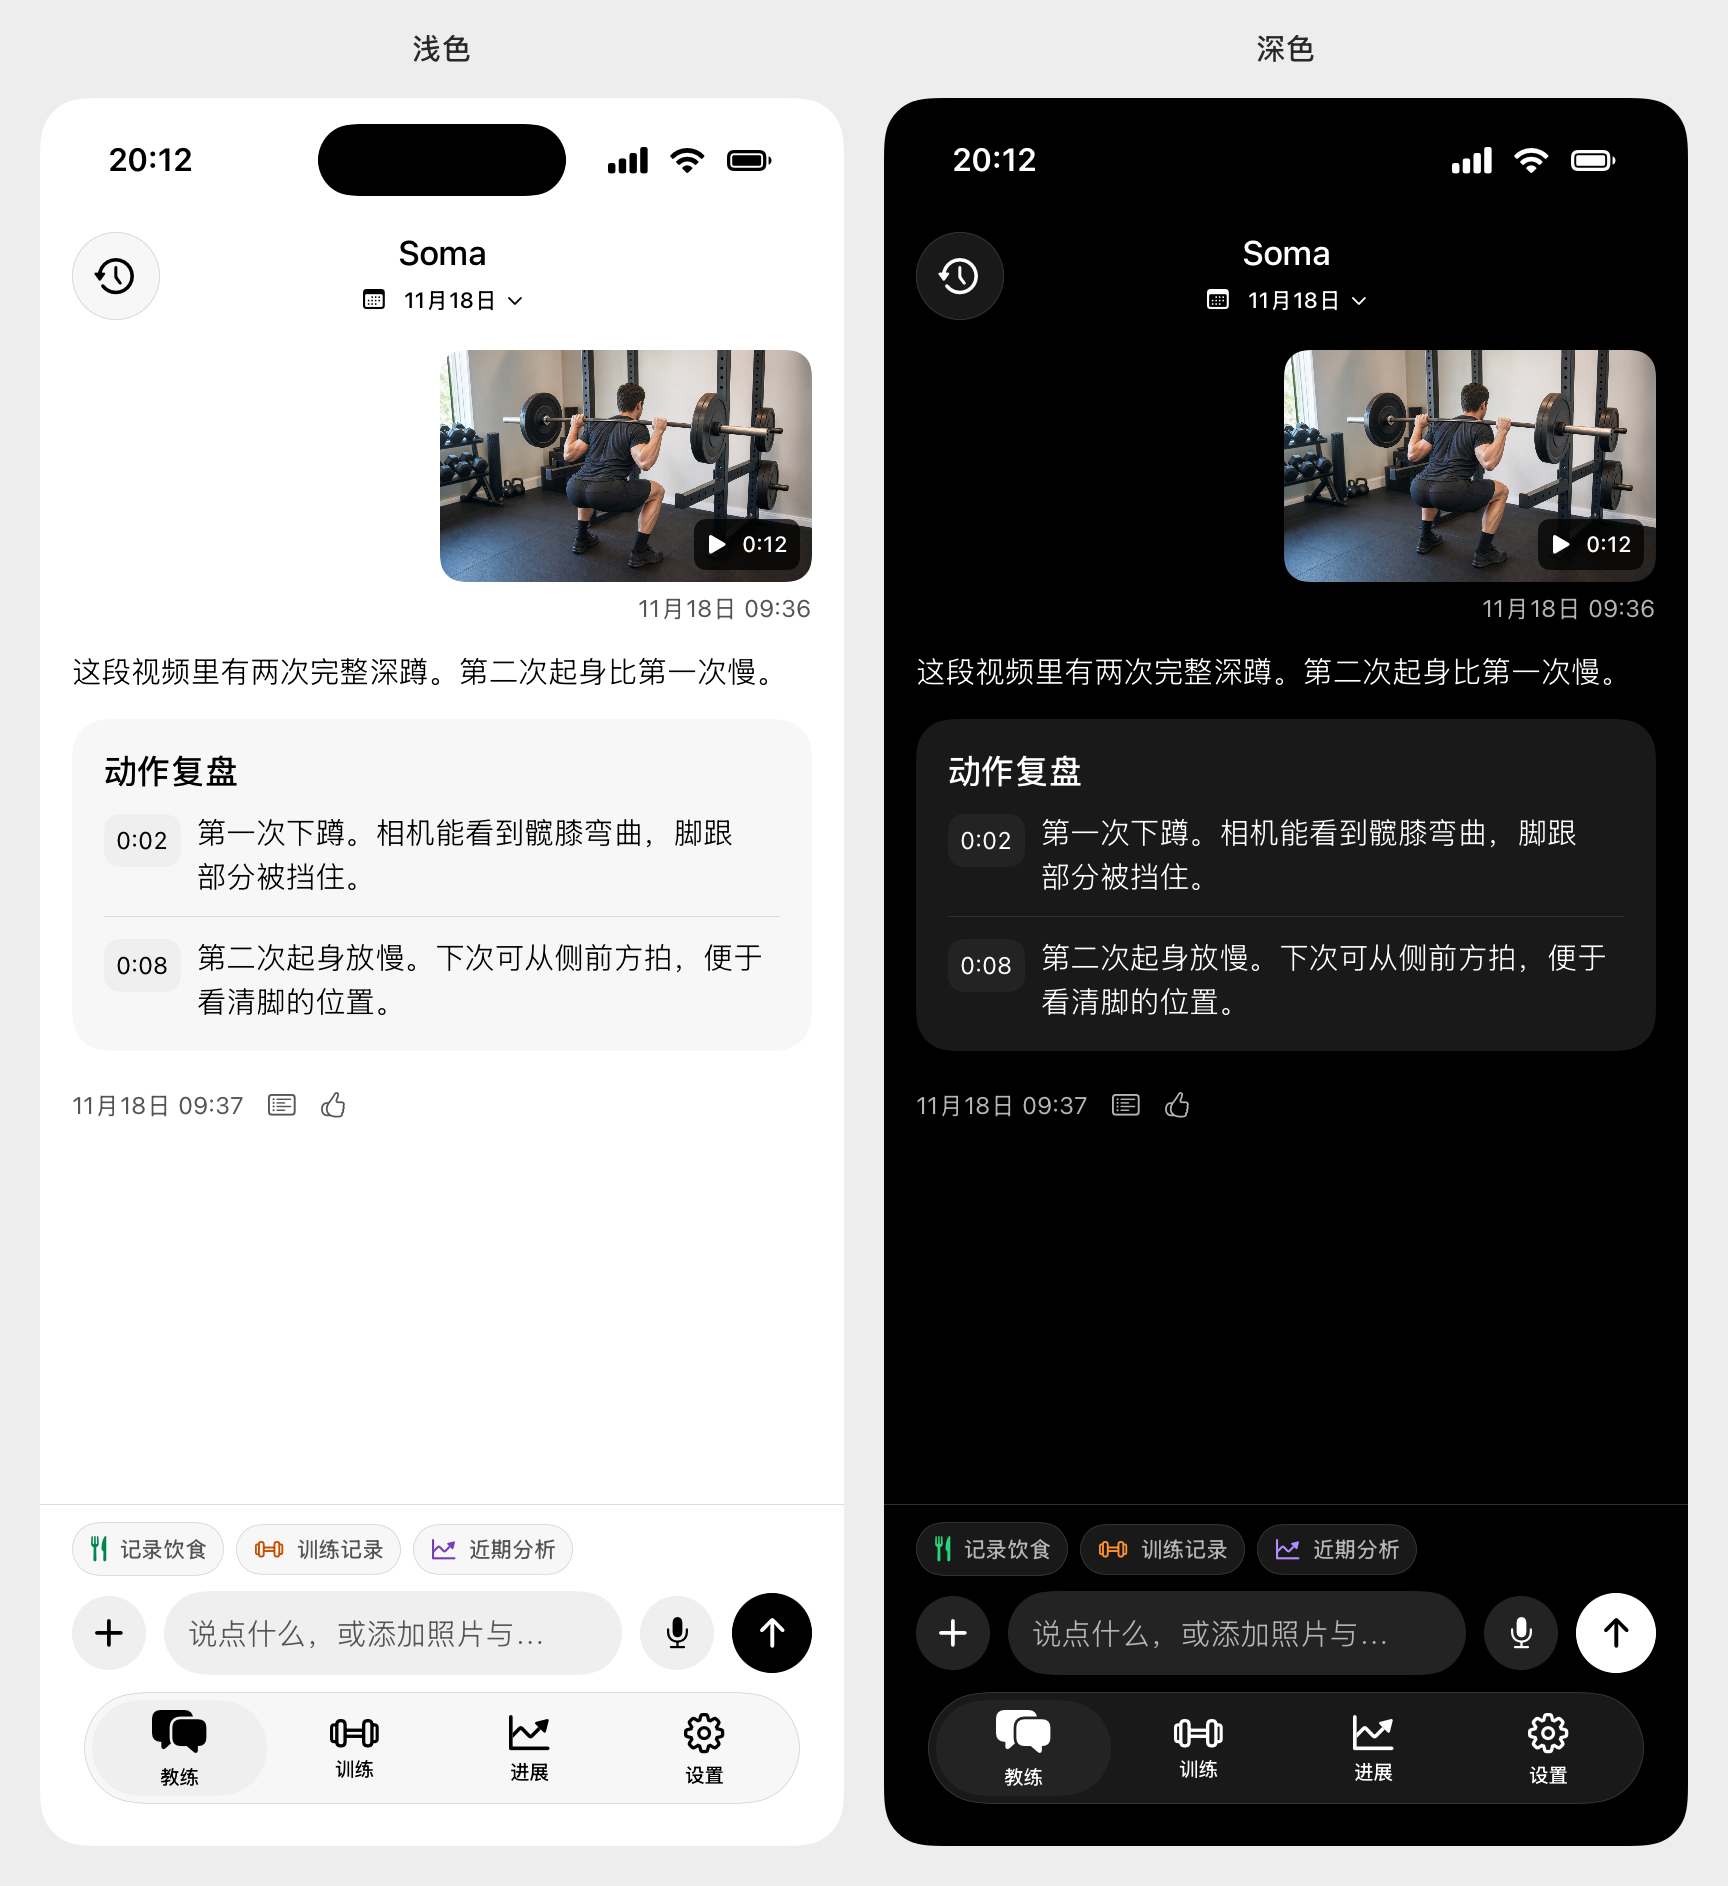 浅色
20:12
Soma
11月18日
0:12
11月18日 09:36
这段视频里有两次完整深蹲。第二次起身比第一次慢。
动作复盘
0:02
第一次下蹲。相机能看到髋膝弯曲，脚跟
部分被挡住。
0:08
第二次起身放慢。下次可从侧前方拍，便于
看清脚的位置。
11月18日 09:37
记录饮食
训练记录
近期分析
说点什么，或添加照片与...
教练
训练
进展
设置
深色
20:12
Soma
11月18日
0:12
11月18日 09:36
这段视频里有两次完整深蹲。第二次起身比第一次慢。
动作复盘
0:02
第一次下蹲。相机能看到髋膝弯曲，脚跟
部分被挡住。
0:08
第二次起身放慢。下次可从侧前方拍，便于
看清脚的位置。
11月18日 09:37
记录饮食
训练记录
近期分析
说点什么，或添加照片与...
教练
训练
进展
设置